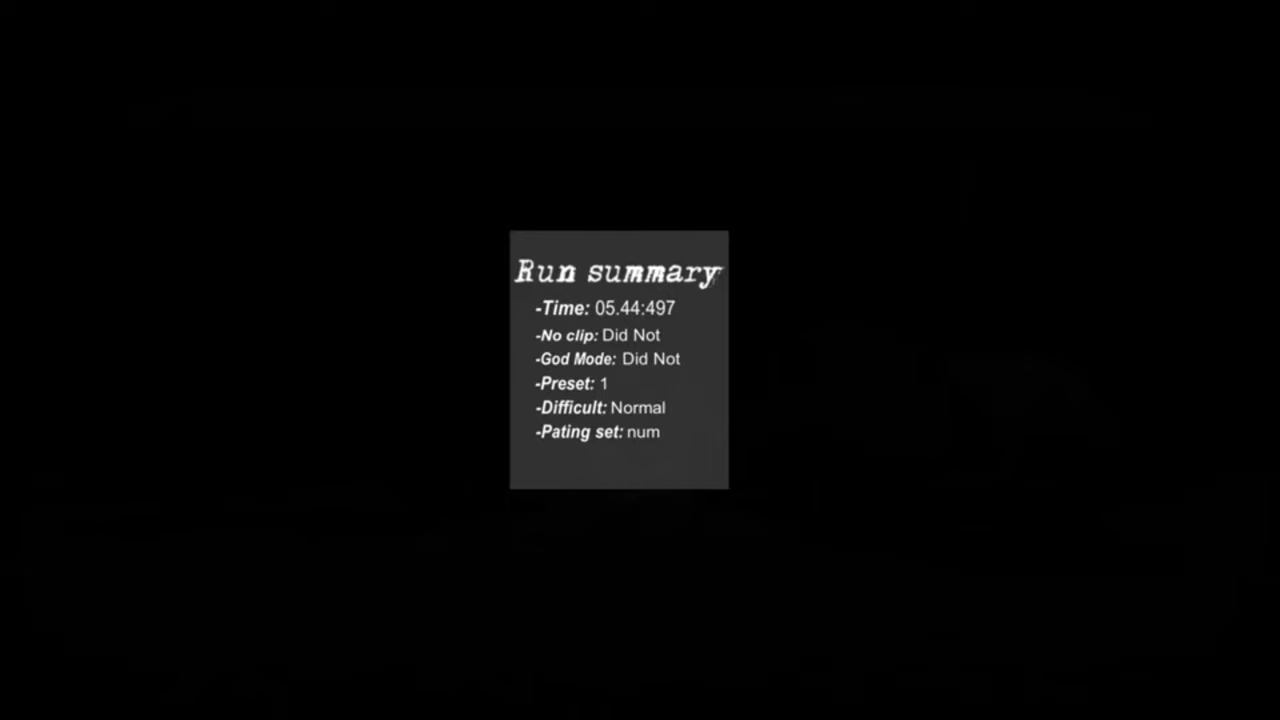 Run summary
-Time: 05.44:497
-No clip: Did Not
-God Mode: Did Not
-Preset: 1
-Difficult: Normal
-Pating set: num